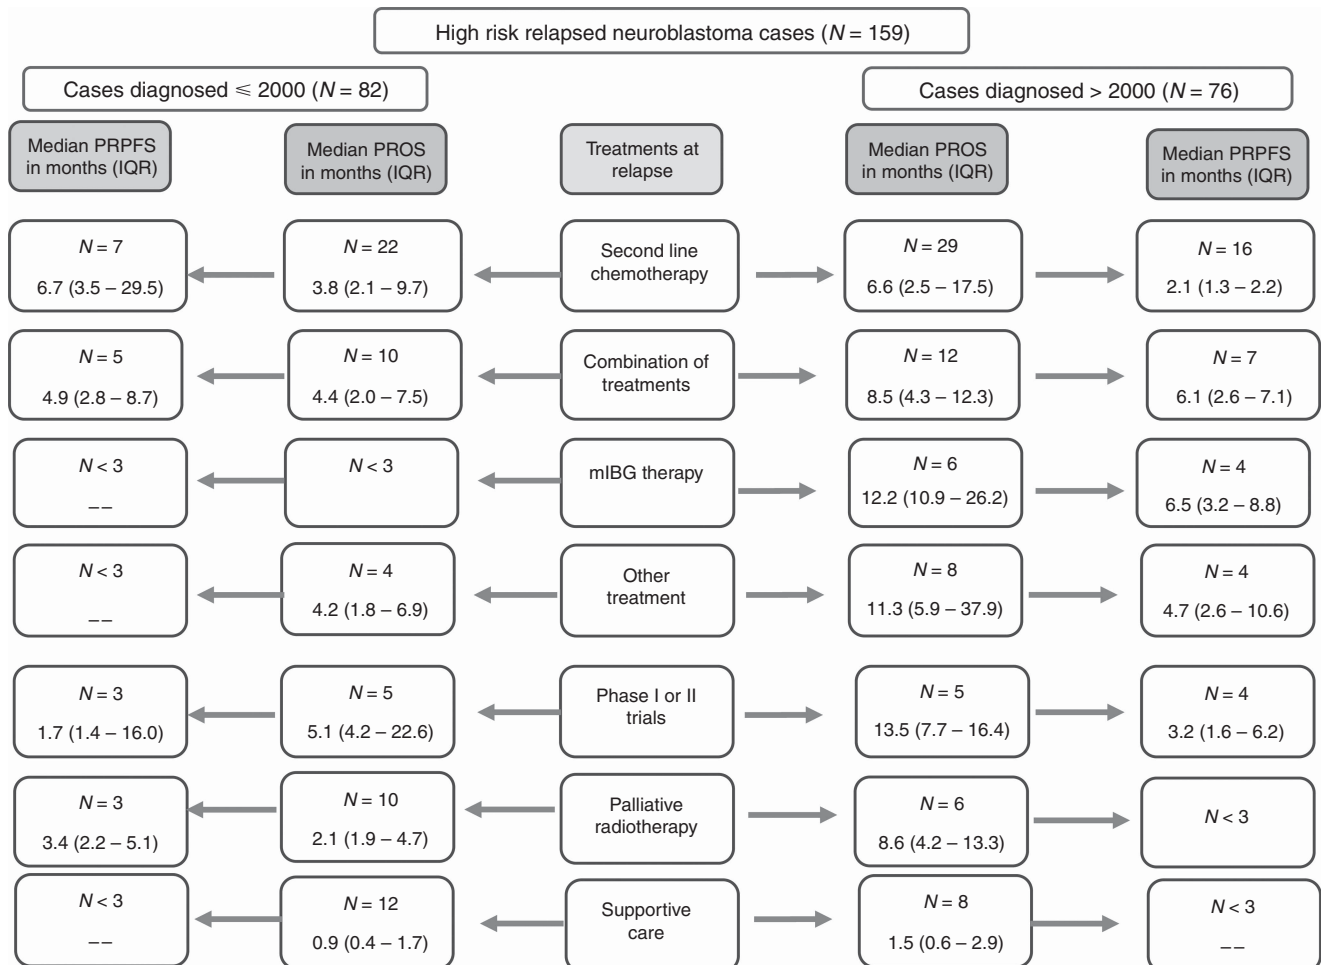 High risk relapsed neuroblastoma cases (N = 159)
Cases diagnosed ⩽ 2000 (N = 82)
Cases diagnosed > 2000 (N = 76)
Median PRPFS
in months (IQR)
Median PROS
in months (IQR)
Treatments at
relapse
Median PROS
in months (IQR)
Median PRPFS
in months (IQR)
N = 7
6.7 (3.5 – 29.5)
N = 22
3.8 (2.1 – 9.7)
Second line
chemotherapy
N = 29
6.6 (2.5 – 17.5)
N = 16
2.1 (1.3 – 2.2)
N = 5
4.9 (2.8 – 8.7)
N = 10
4.4 (2.0 – 7.5)
Combination of
treatments
N = 12
8.5 (4.3 – 12.3)
N = 7
6.1 (2.6 – 7.1)
N < 3
––
N < 3
mIBG therapy
N = 6
12.2 (10.9 – 26.2)
N = 4
6.5 (3.2 – 8.8)
N < 3
––
N = 4
4.2 (1.8 – 6.9)
Other
treatment
N = 8
11.3 (5.9 – 37.9)
N = 4
4.7 (2.6 – 10.6)
N = 3
1.7 (1.4 – 16.0)
N = 5
5.1 (4.2 – 22.6)
Phase I or II
trials
N = 5
13.5 (7.7 – 16.4)
N = 4
3.2 (1.6 – 6.2)
N = 3
3.4 (2.2 – 5.1)
N = 10
2.1 (1.9 – 4.7)
Palliative
radiotherapy
N = 6
8.6 (4.2 – 13.3)
N < 3
N < 3
––
N = 12
0.9 (0.4 – 1.7)
Supportive
care
N = 8
1.5 (0.6 – 2.9)
N < 3
––